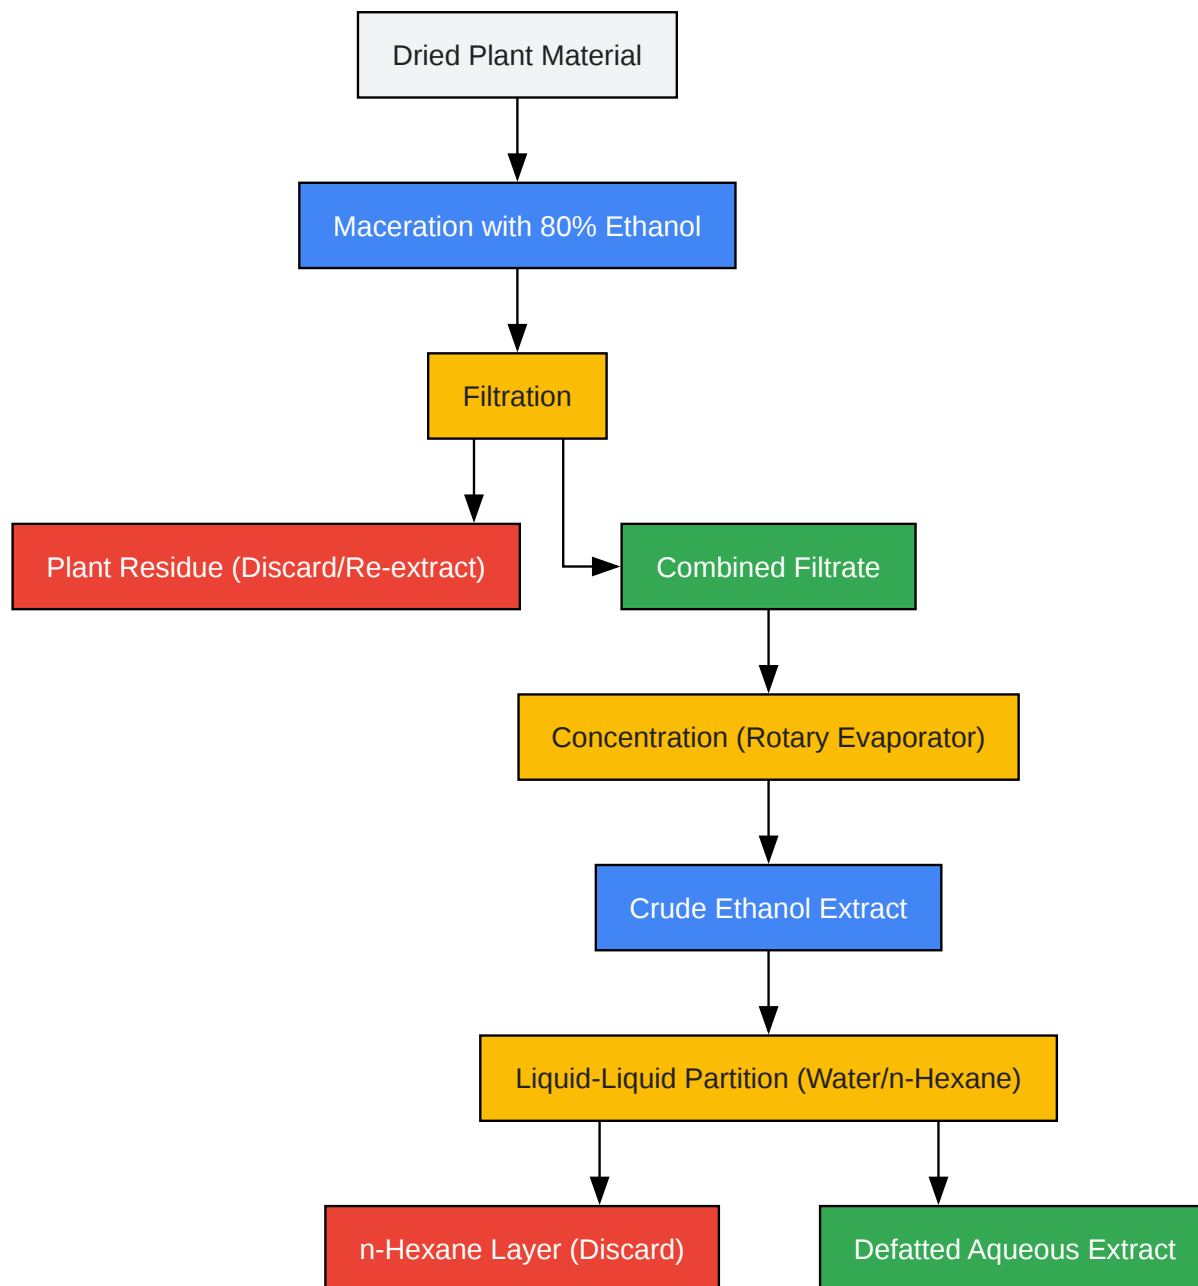 Dried Plant Material
Maceration with 80% Ethanol
Filtration
Plant Residue (Discard/Re-extract)
Combined Filtrate
Concentration (Rotary Evaporator)
Crude Ethanol Extract
Liquid-Liquid Partition (Water/n-Hexane)
n-Hexane Layer (Discard)
Defatted Aqueous Extract